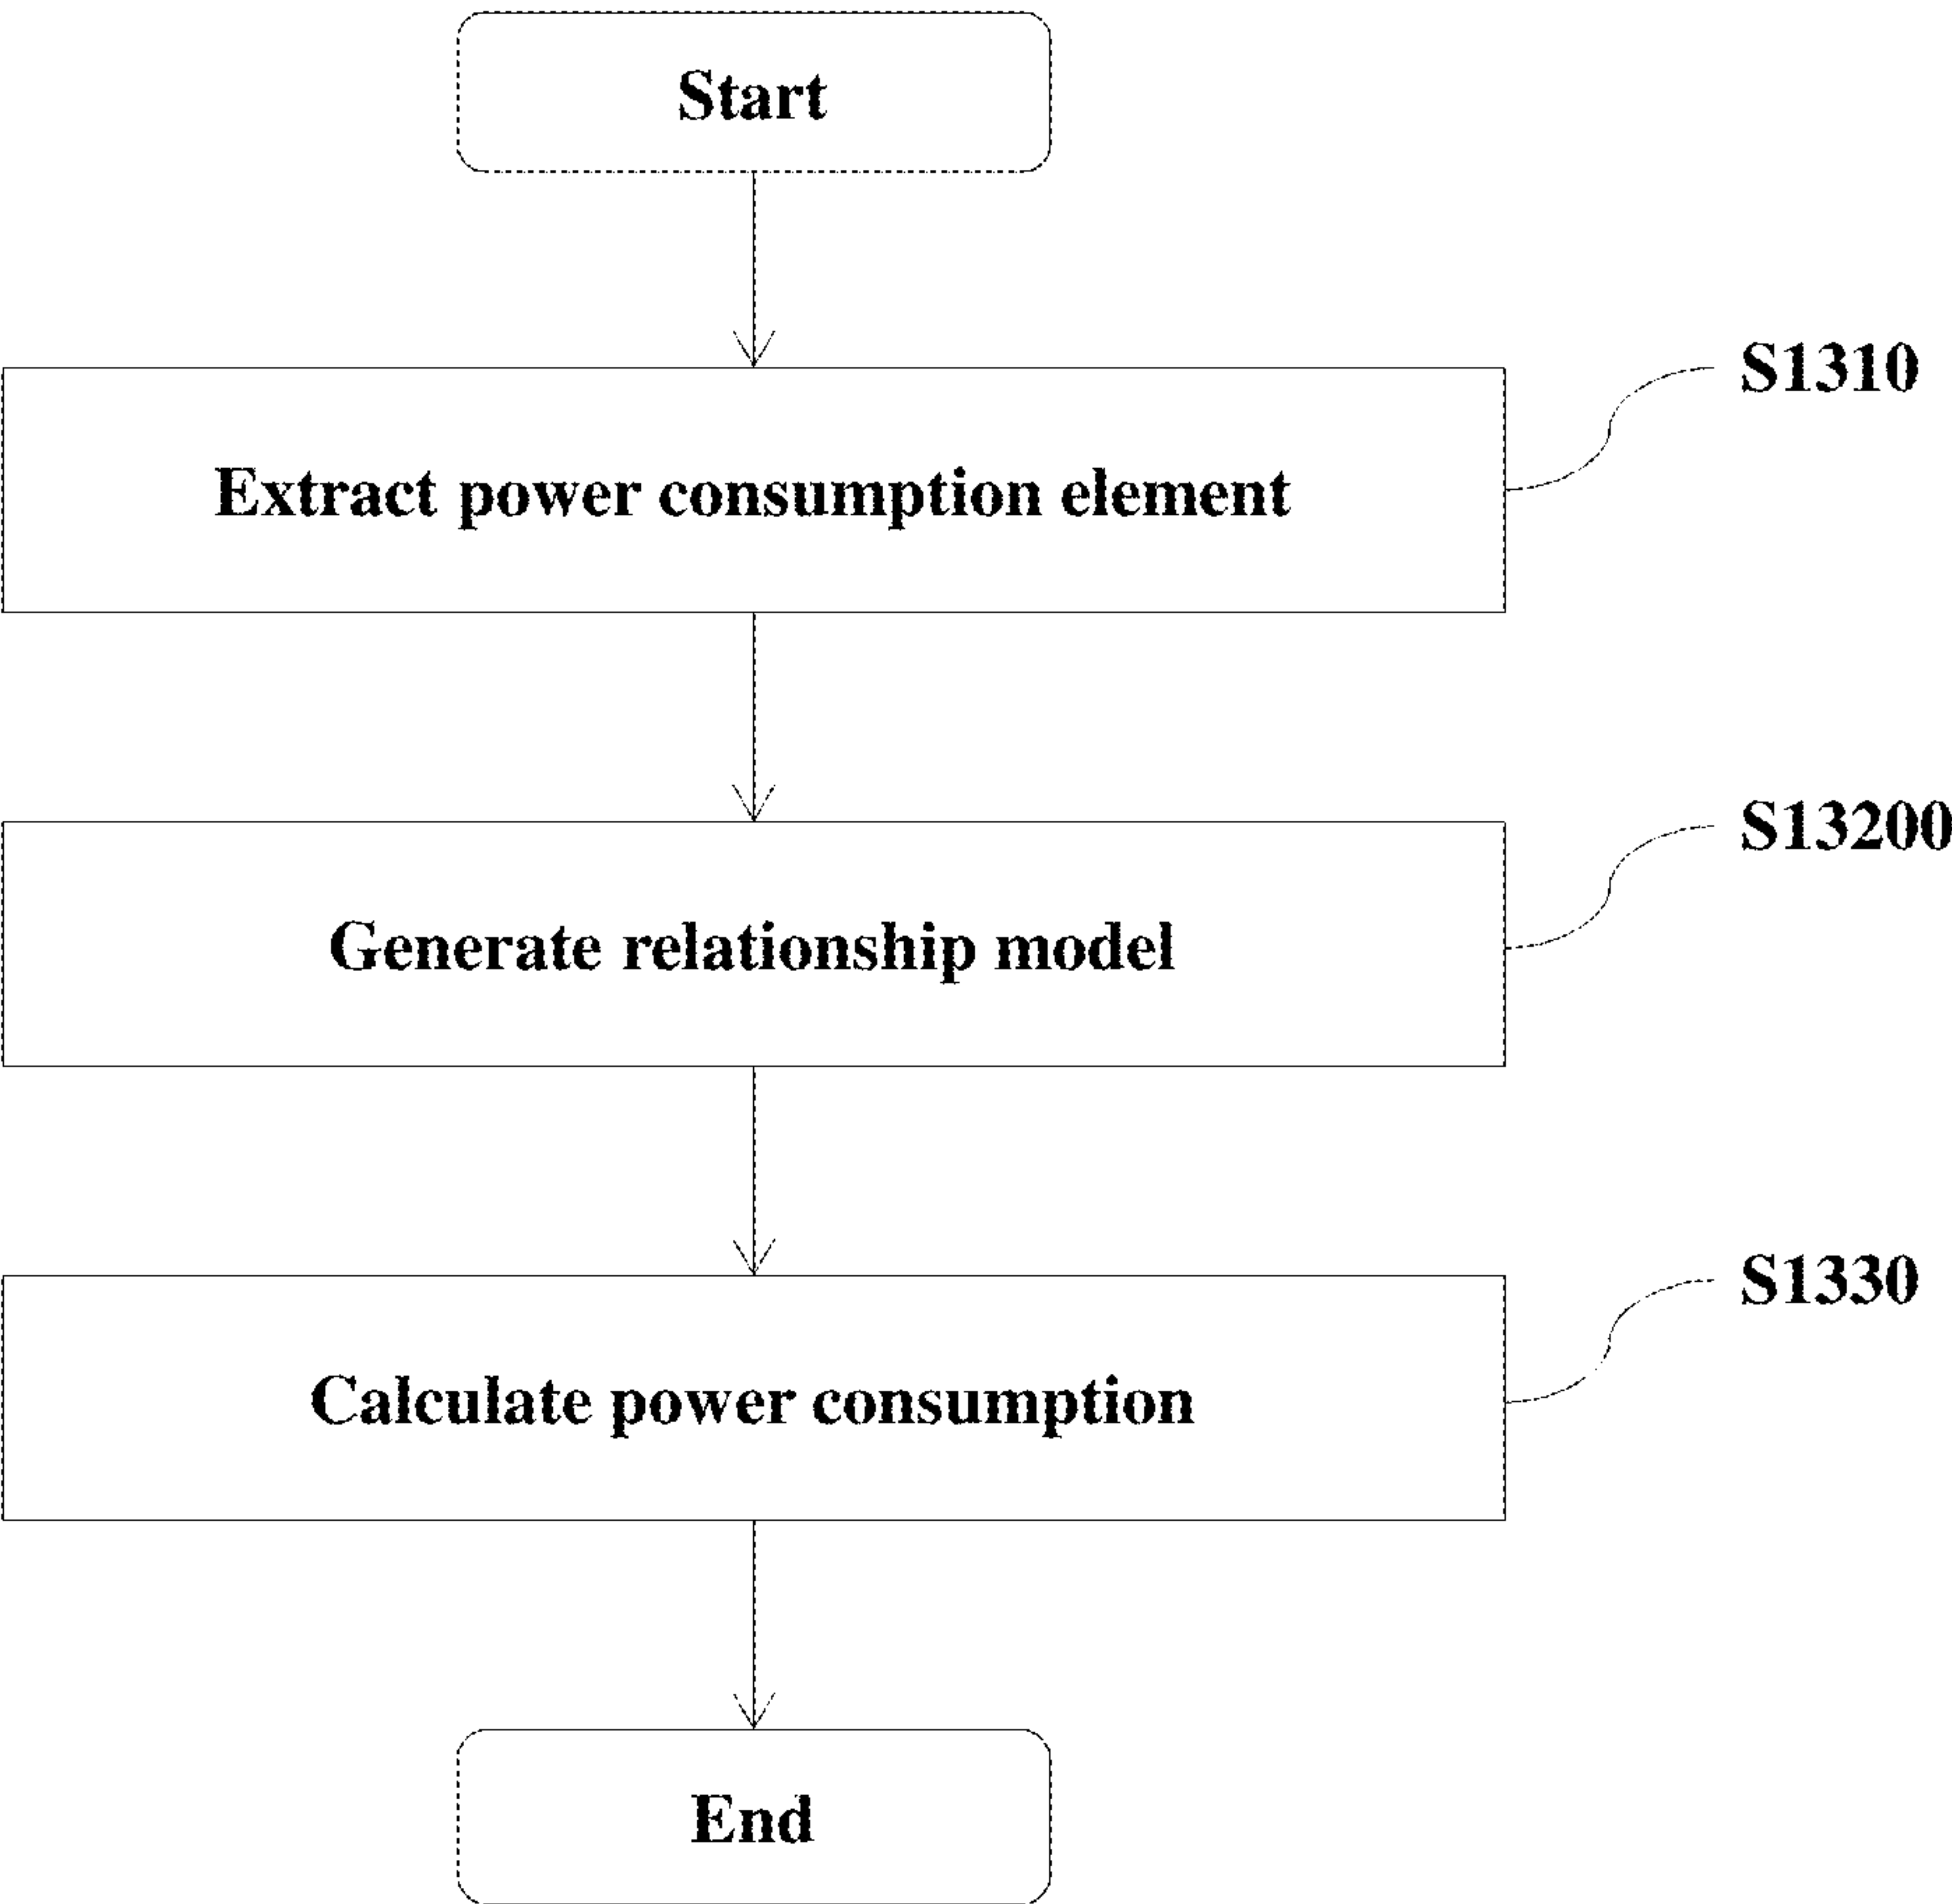 Start
S1310
Extract power consumption element
S13200
Generate relationship model
S1330
Calculate power consumption
End